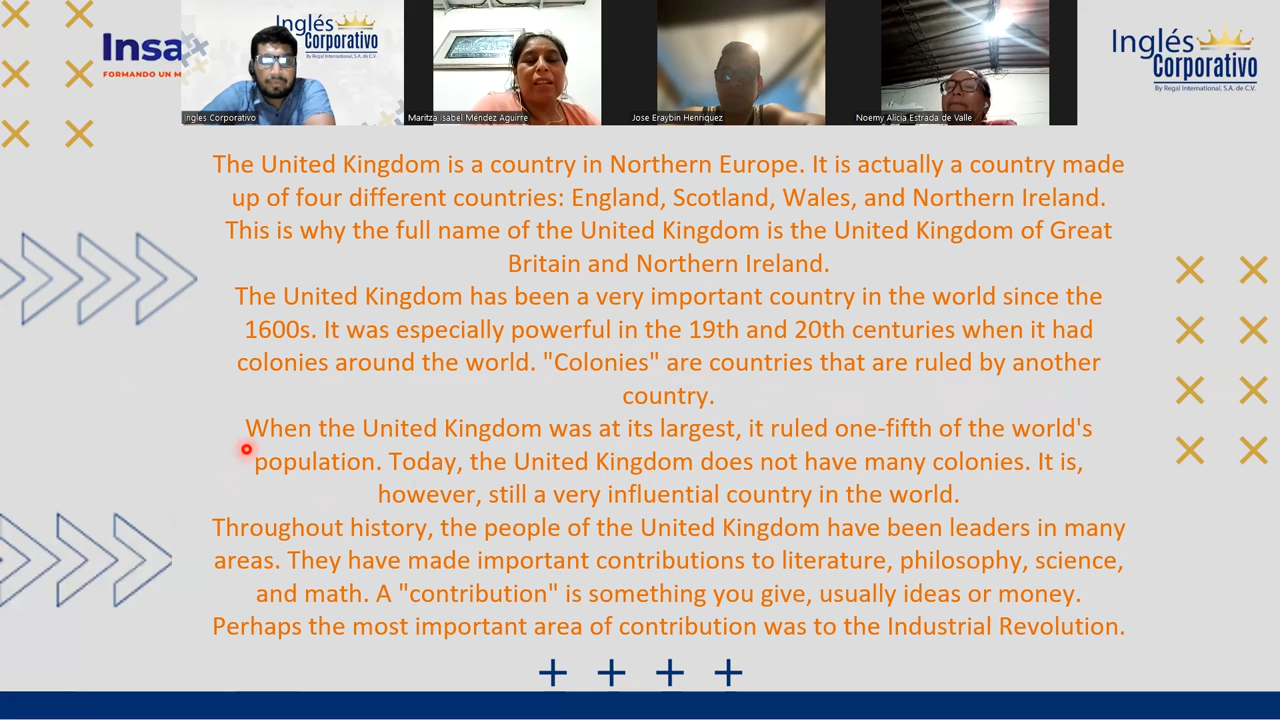 Insa
FORMANDO UN M
Inglés
Corporativo
By Regal International, S.A. de C.V.
Ingles Corporativo
Maritza Isabel Méndez Aguirre
Jose Eraybin Henriquez
Noemy Alicia Estrada de Valle
Inglés
Corporativo
By Regal International, S.A. de C.V.
The United Kingdom is a country in Northern Europe. It is actually a country made
up of four different countries: England, Scotland, Wales, and Northern Ireland.
This is why the full name of the United Kingdom is the United Kingdom of Great
Britain and Northern Ireland.
The United Kingdom has been a very important country in the world since the
1600s. It was especially powerful in the 19th and 20th centuries when it had
colonies around the world. "Colonies" are countries that are ruled by another
country.
When the United Kingdom was at its largest, it ruled one-fifth of the world's
population. Today, the United Kingdom does not have many colonies. It is,
however, still a very influential country in the world.
Throughout history, the people of the United Kingdom have been leaders in many
areas. They have made important contributions to literature, philosophy, science,
and math. A "contribution" is something you give, usually ideas or money.
Perhaps the most important area of contribution was to the Industrial Revolution.